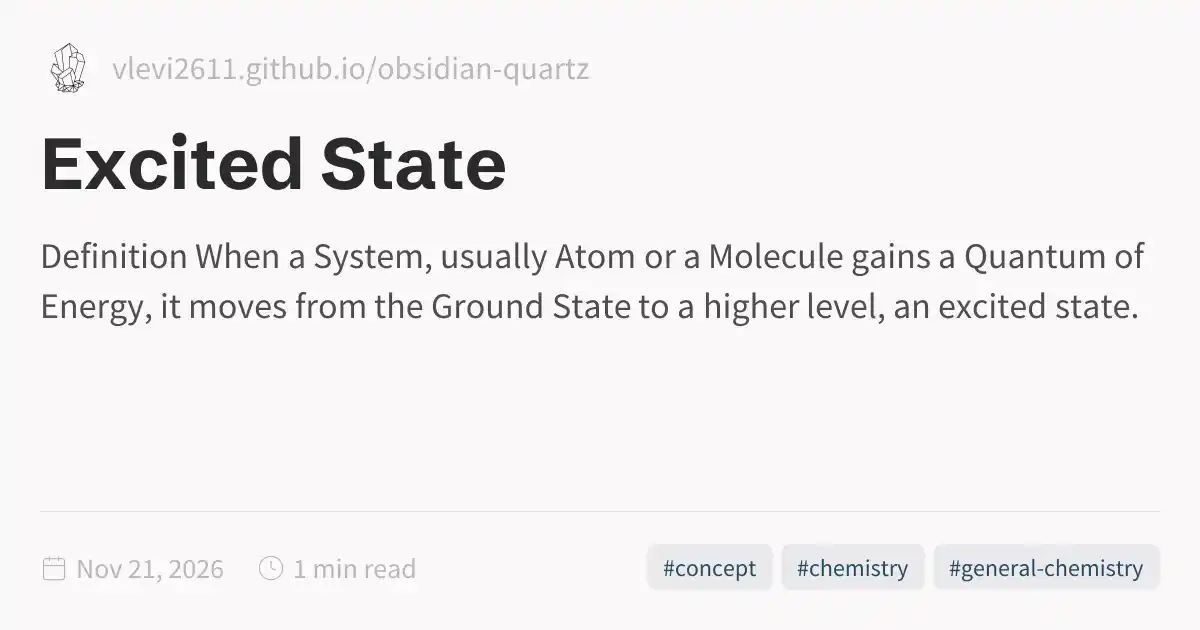 vlevi2611.github.io/obsidian-quartz
Excited State
Definition When a System, usually Atom or a Molecule gains a Quantum of
Energy, it moves from the Ground State to a higher level, an excited state.
Nov 21, 2026 1 min read #concept #chemistry #general-chemistry